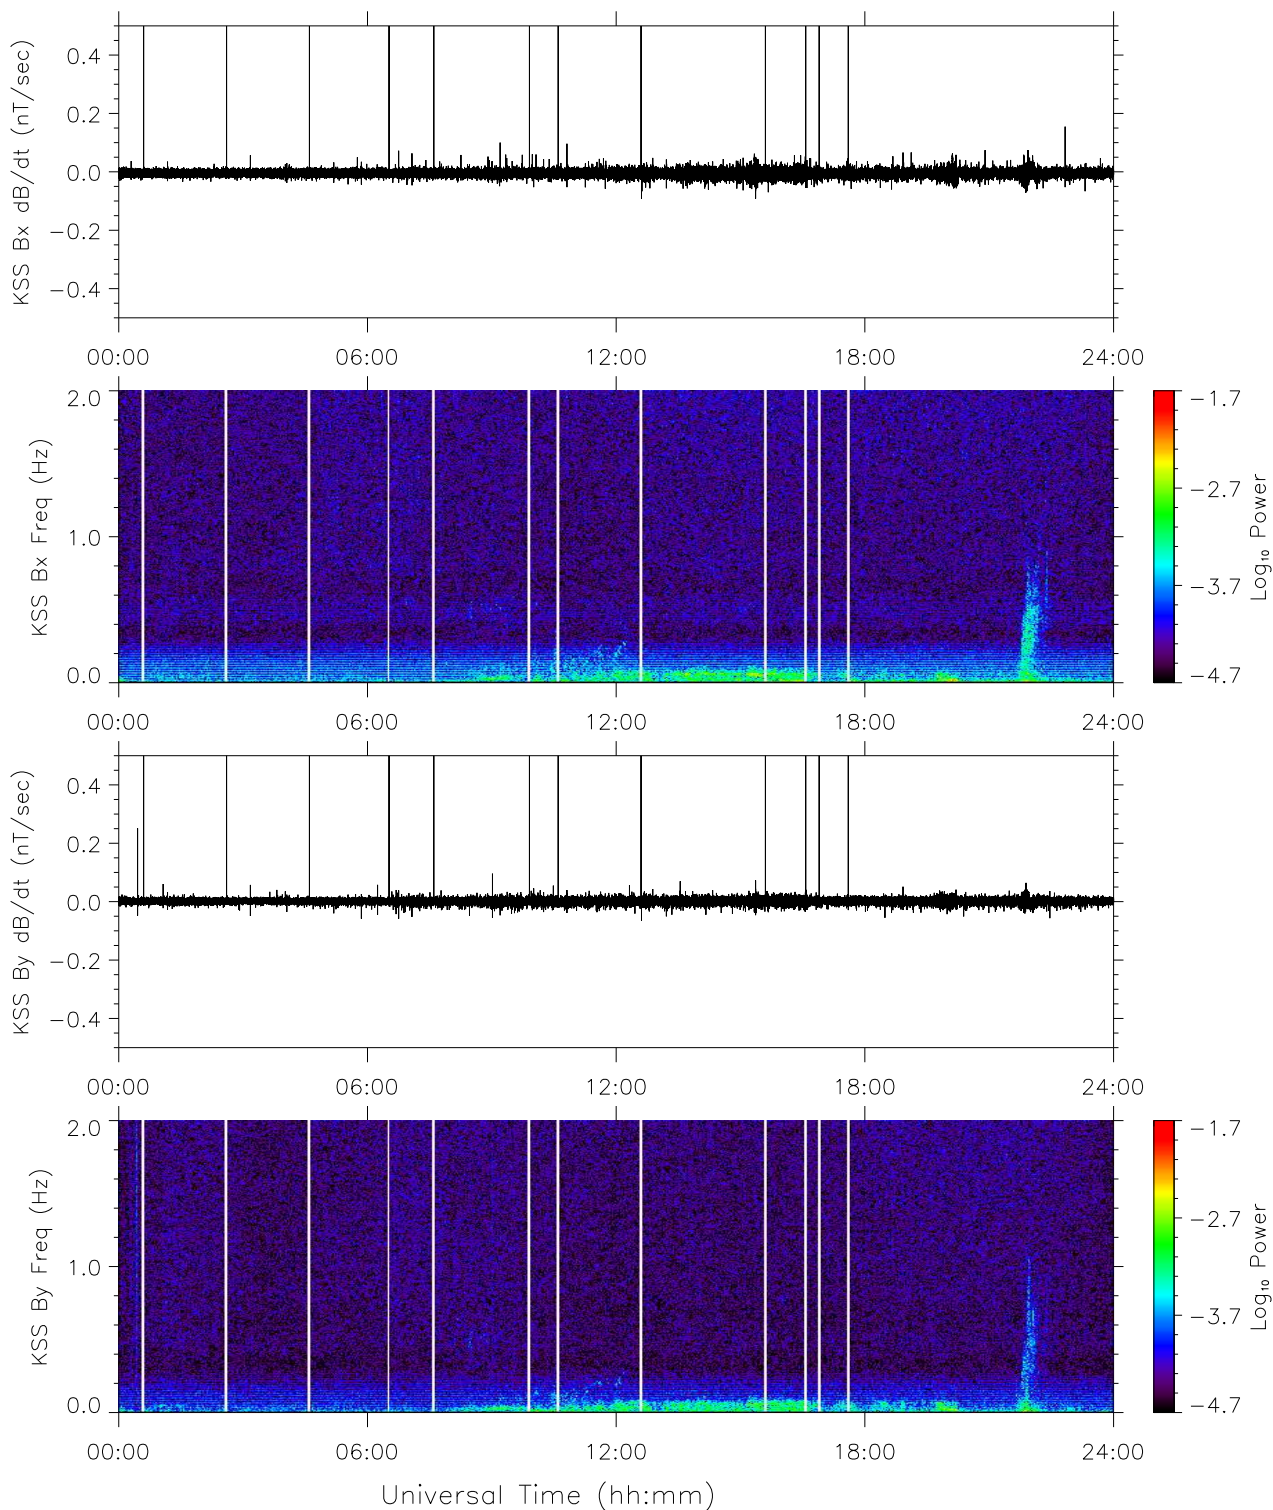 KSS Bx dB/dt (nT/sec)
0.4
0.2
0.0
−0.2
−0.4
00:00 06:00 12:00 18:00 24:00
KSS Bx Freq (Hz)
2.0
1.0
0.0
−1.7
−2.7
−3.7
−4.7
Log₁₀ Power
00:00 06:00 12:00 18:00 24:00
KSS By dB/dt (nT/sec)
0.4
0.2
0.0
−0.2
−0.4
00:00 06:00 12:00 18:00 24:00
KSS By Freq (Hz)
2.0
1.0
0.0
−1.7
−2.7
−3.7
−4.7
Log₁₀ Power
00:00 06:00 12:00 18:00 24:00
Universal Time (hh:mm)